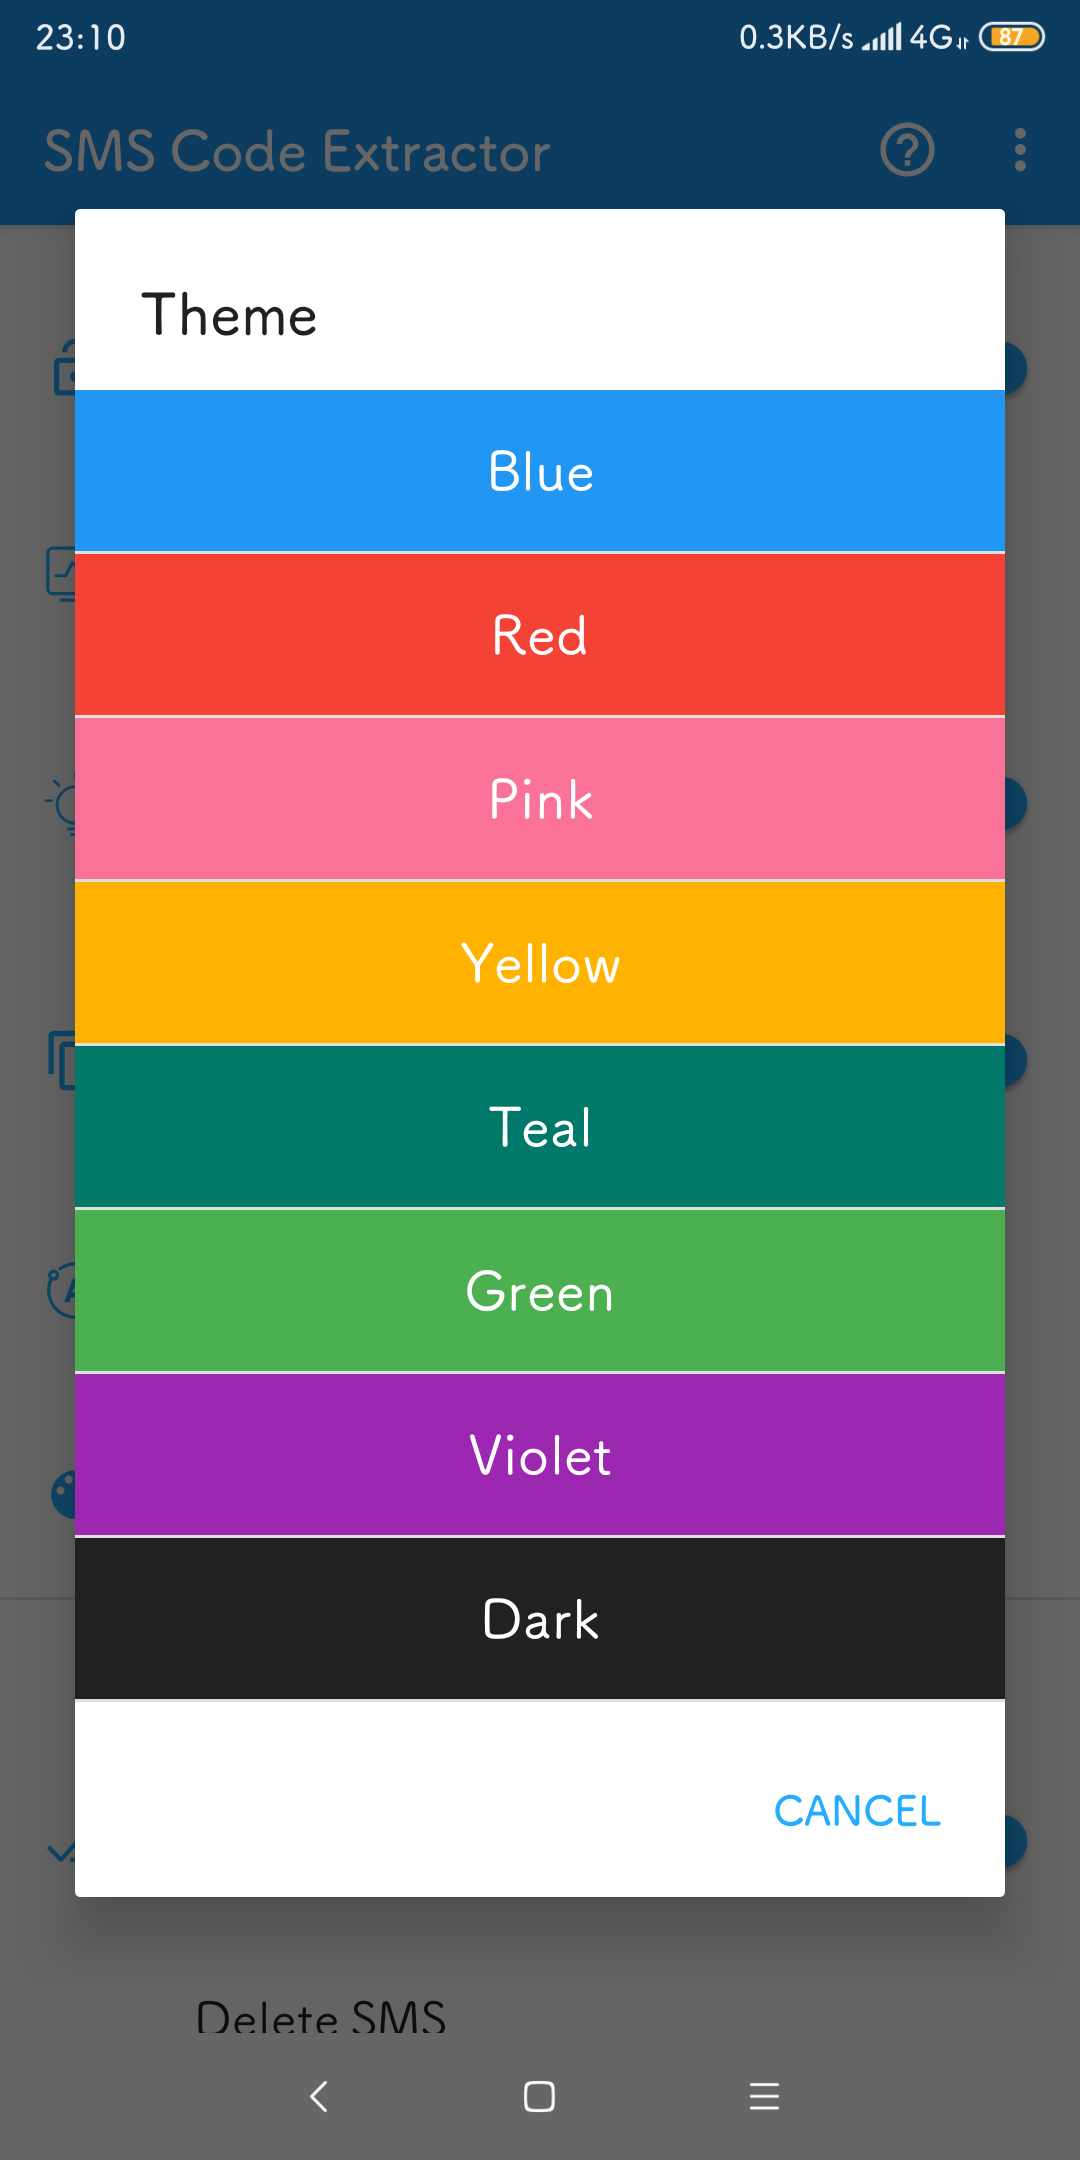 23:10 0.3KB/s 4G 87
SMS Code Extractor
Theme
Blue
Red
Pink
Yellow
Teal
Green
Violet
Dark
CANCEL
Delete SMS